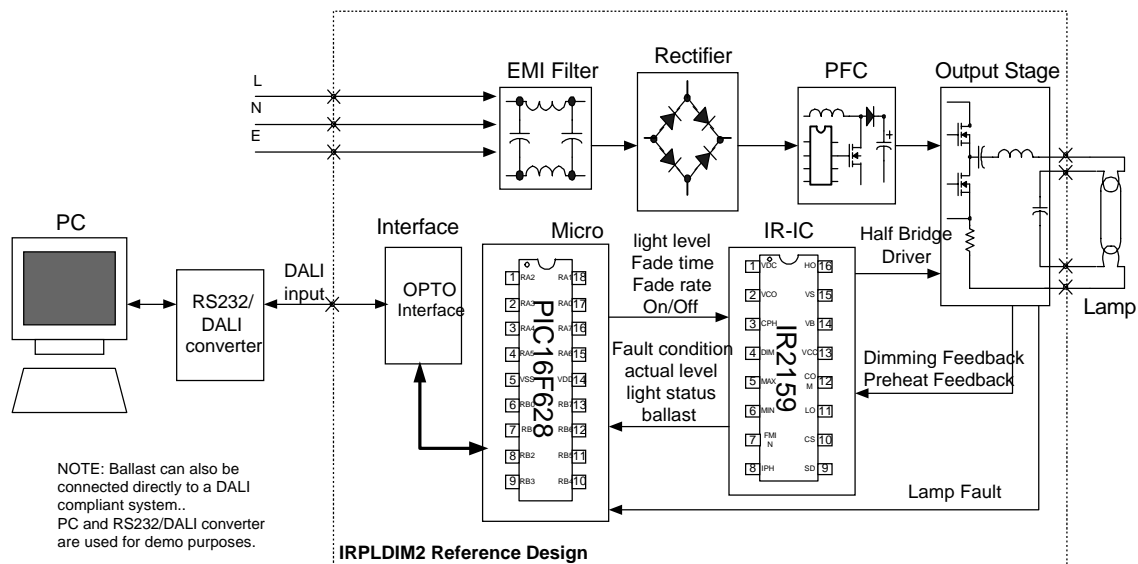 L
N
E
EMI Filter
Rectifier
PFC
Output Stage
+
PC
RS232/
DALI
converter
DALI
input
Interface
OPTO
Interface
Micro
PIC16F628
1 RA2
2 RA3
3 RA4
4 RA5
5 VSS
6 RB0
7 RB1
8 RB2
9 RB3
RA1 18
RA0 17
RA7 16
RA6 15
VDD 14
RB7 13
RB6 12
RB5 11
RB4 10
light level
Fade time
Fade rate
On/Off
Fault condition
actual level
light status
ballast
IR-IC
IR2159
1 VDC
2 VCO
3 CPH
4 DIM
5 MAX
6 MIN
7 FMI
N
8 IPH
HO 16
VS 15
VB 14
VCC 13
CO
M 12
LO 11
CS 10
SD 9
Half Bridge
Driver
Dimming Feedback
Preheat Feedback
Lamp Fault
Lamp
NOTE: Ballast can also be
connected directly to a DALI
compliant system..
PC and RS232/DALI converter
are used for demo purposes.
IRPLDIM2 Reference Design